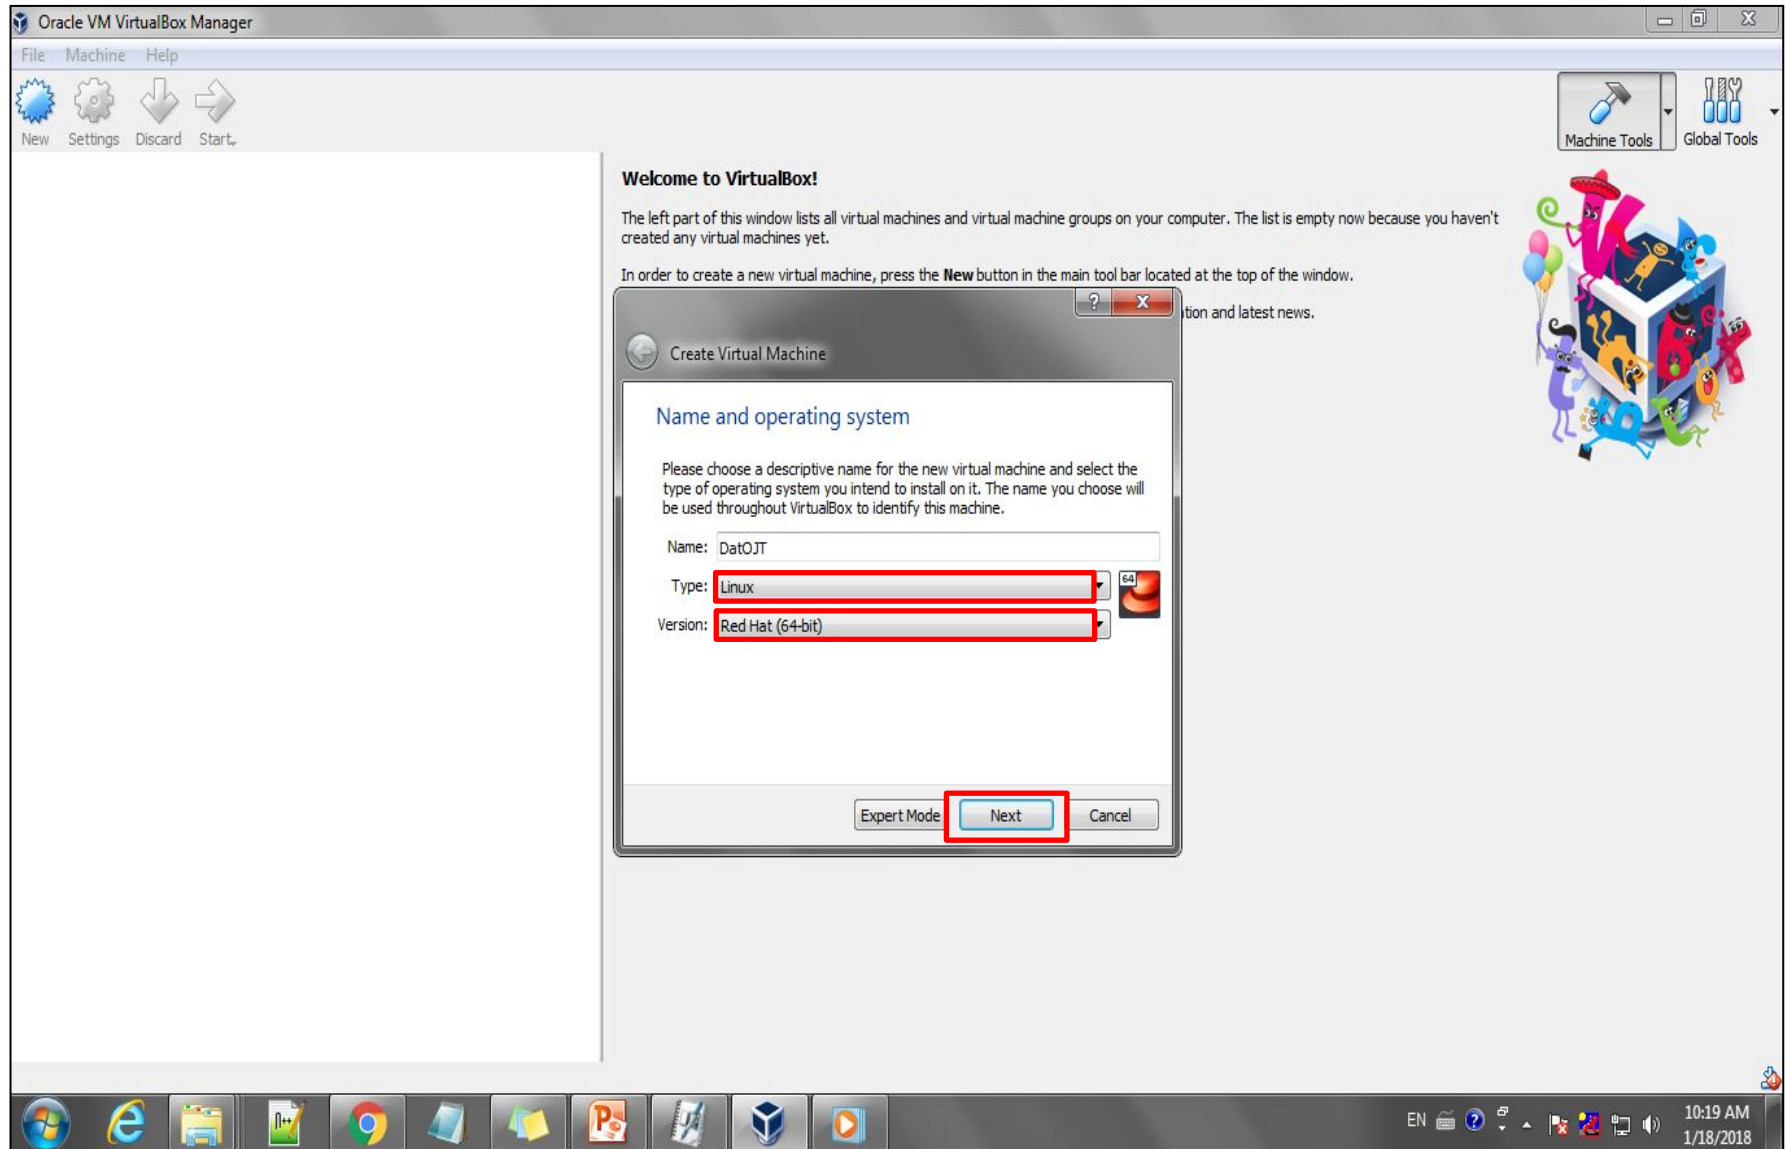 Oracle VM VirtualBox Manager
File Machine Help
New Settings Discard Start
Machine Tools
Global Tools
Welcome to VirtualBox!
The left part of this window lists all virtual machines and virtual machine groups on your computer. The list is empty now because you haven't
created any virtual machines yet.
In order to create a new virtual machine, press the New button in the main tool bar located at the top of the window.
tion and latest news.
Create Virtual Machine
Name and operating system
Please choose a descriptive name for the new virtual machine and select the
type of operating system you intend to install on it. The name you choose will
be used throughout VirtualBox to identify this machine.
Name: DatOJT
Type: Linux
64
Version: Red Hat (64-bit)
Expert Mode Next Cancel
EN
10:19 AM
1/18/2018